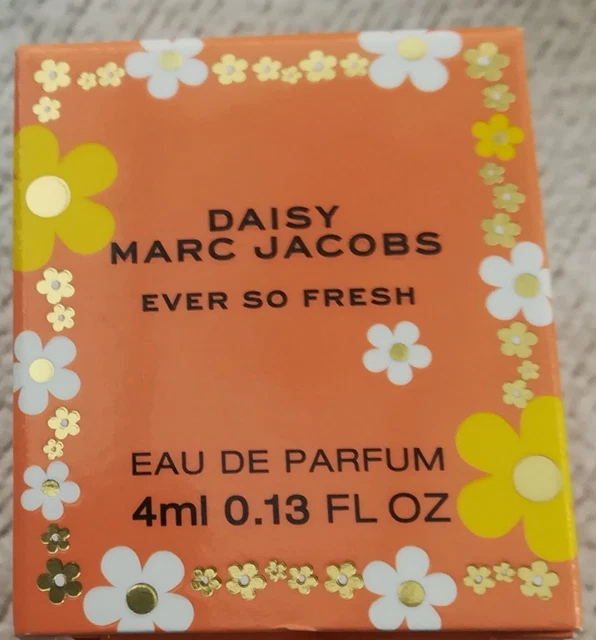 DAISY
MARC JACOBS
EVER SO FRESH
EAU DE PARFUM
4ml 0.13 FL OZ